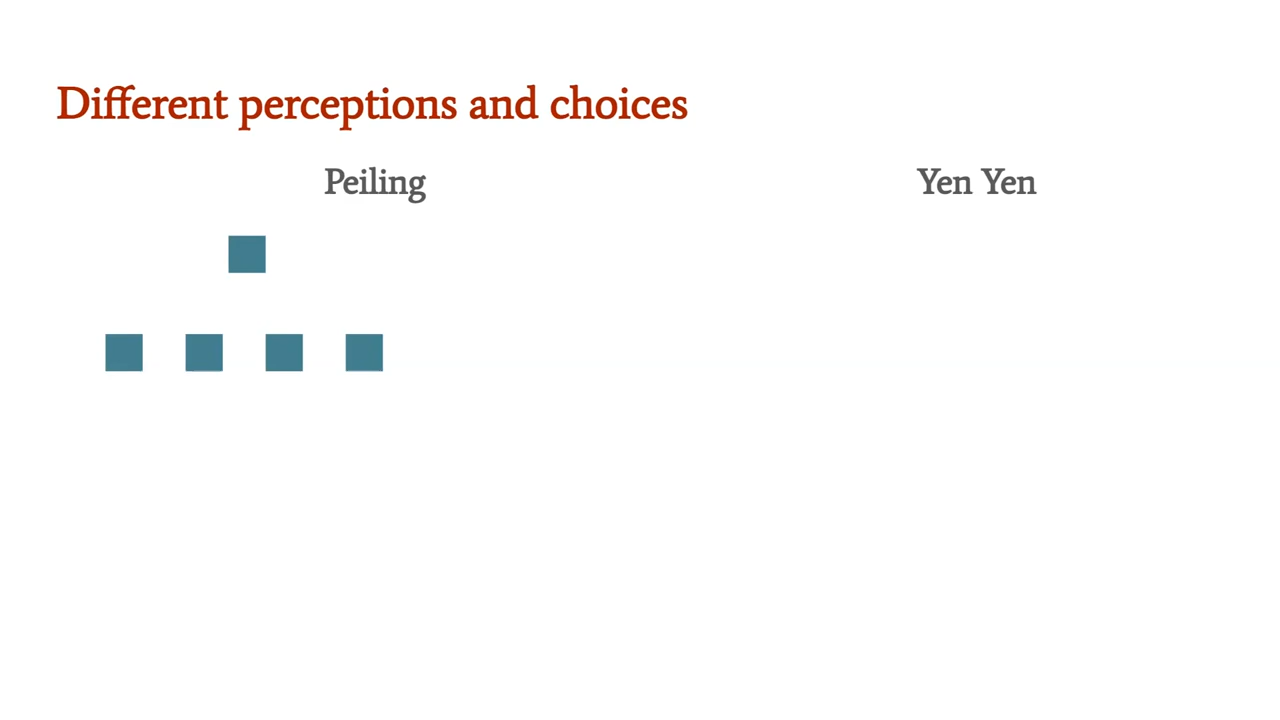 Different perceptions and choices
Peiling
Yen Yen